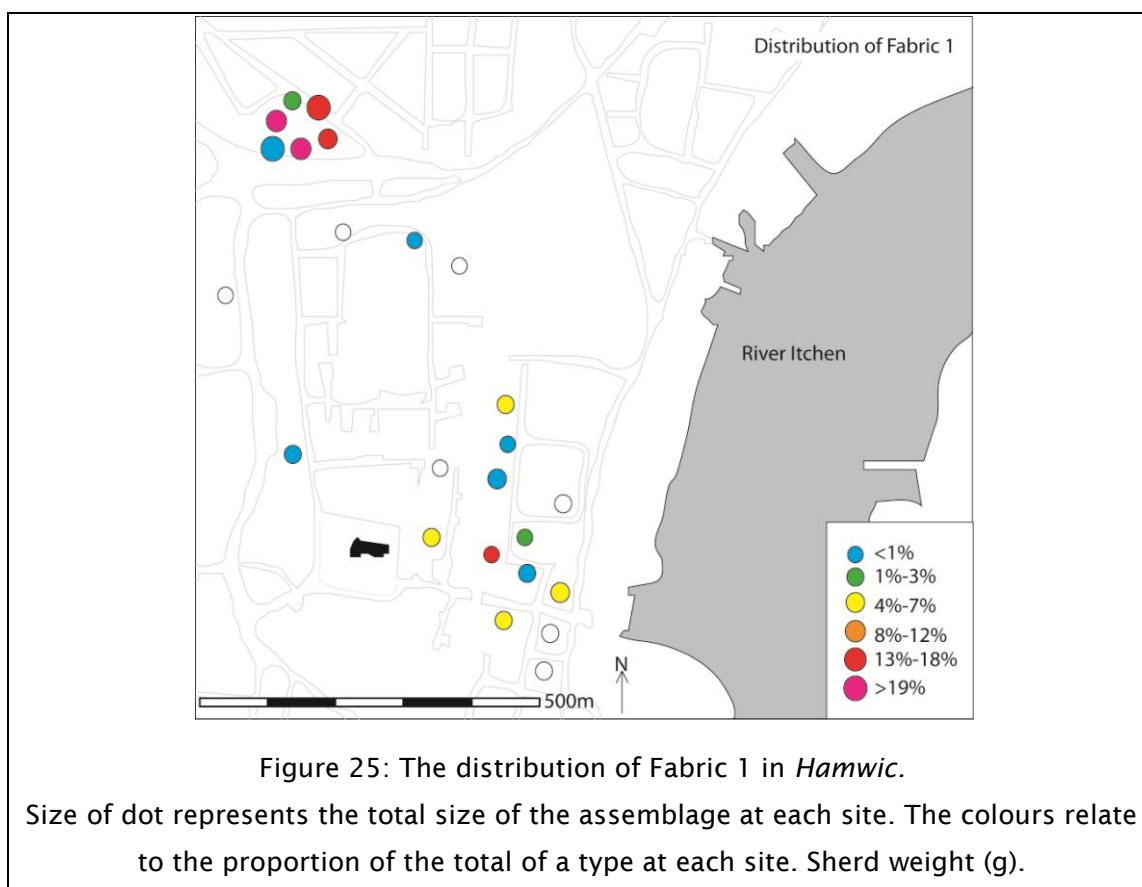 Distribution of Fabric 1
River Itchen
<1%
1%-3%
4%-7%
8%-12%
13%-18%
>19%
N
500m
Figure 25: The distribution of Fabric 1 in Hamwic.
Size of dot represents the total size of the assemblage at each site. The colours relate
to the proportion of the total of a type at each site. Sherd weight (g).